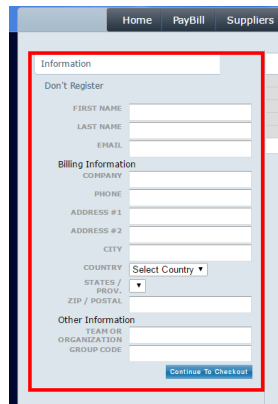 Home PayBill Suppliers
Information
Don't Register
FIRST NAME
LAST NAME
EMAIL
Billing Information
COMPANY
PHONE
ADDRESS #1
ADDRESS #2
CITY
COUNTRY Select Country
STATES /
PROV.
ZIP / POSTAL
Other Information
TEAM OR
ORGANIZATION
GROUP CODE
Continue To Checkout